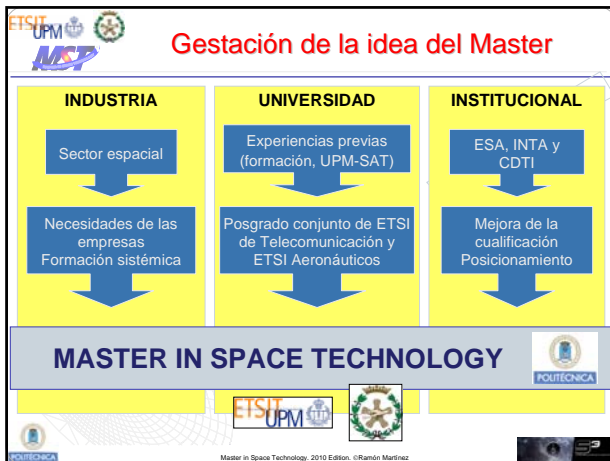 ETSIT
UPM
MST
Gestación de la idea del Master
INDUSTRIA
Sector espacial
Necesidades de las
empresas
Formación sistémica
UNIVERSIDAD
Experiencias previas
(formación, UPM-SAT)
Posgrado conjunto de ETSI
de Telecomunicación y
ETSI Aeronáuticos
INSTITUCIONAL
ESA, INTA y
CDTI
Mejora de la
cualificación
Posicionamiento
MASTER IN SPACE TECHNOLOGY
POLITÉCNICA
ETSIT
UPM
POLITÉCNICA
Master in Space Technology. 2010 Edition. ©Ramón Martínez
S3